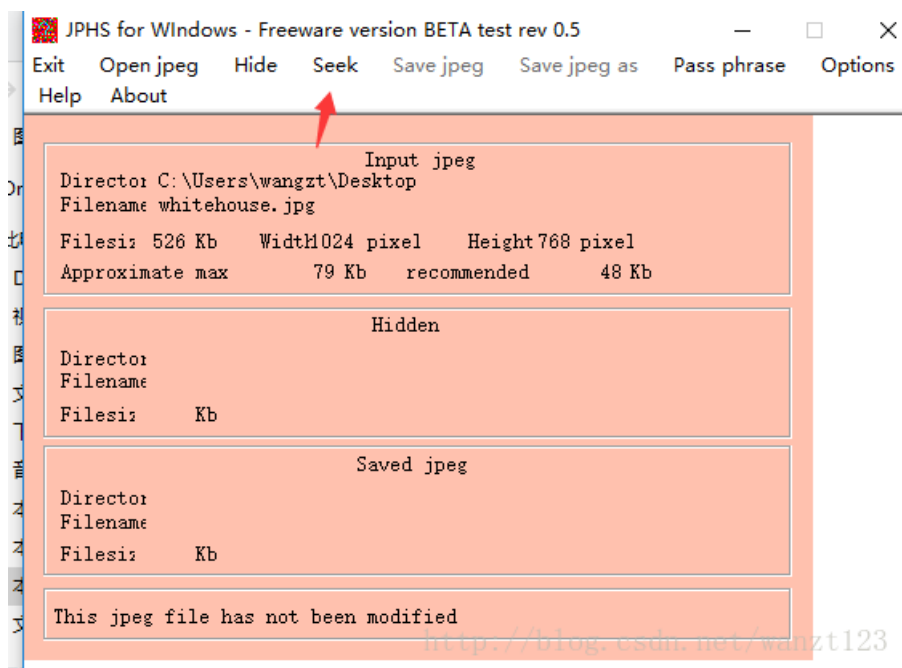 JPHS for WIndows - Freeware version BETA test rev 0.5
Exit Open jpeg Hide Seek Save jpeg Save jpeg as Pass phrase Options
Help About
Input jpeg
Director C:\Users\wangzt\Desktop
Filename whitehouse.jpg
Filesiz 526 Kb Width 1024 pixel Height 768 pixel
Approximate max 79 Kb recommended 48 Kb
Hidden
Director
Filename
Filesiz Kb
Saved jpeg
Director
Filename
Filesiz Kb
This jpeg file has not been modified
http://blog.csdn.net/wanzt123